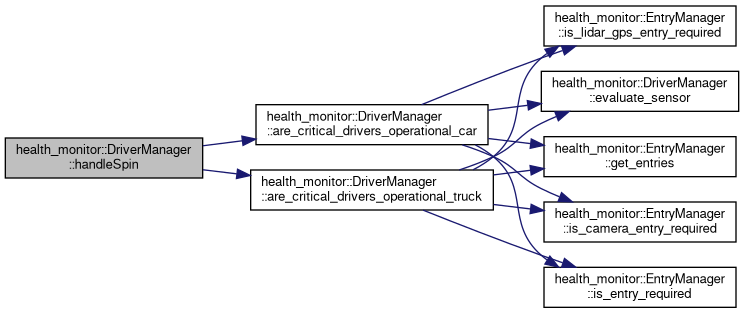 health_monitor::DriverManager
::handleSpin
health_monitor::DriverManager
::are_critical_drivers_operational_car
health_monitor::DriverManager
::are_critical_drivers_operational_truck
health_monitor::EntryManager
::is_lidar_gps_entry_required
health_monitor::DriverManager
::evaluate_sensor
health_monitor::EntryManager
::get_entries
health_monitor::EntryManager
::is_camera_entry_required
health_monitor::EntryManager
::is_entry_required